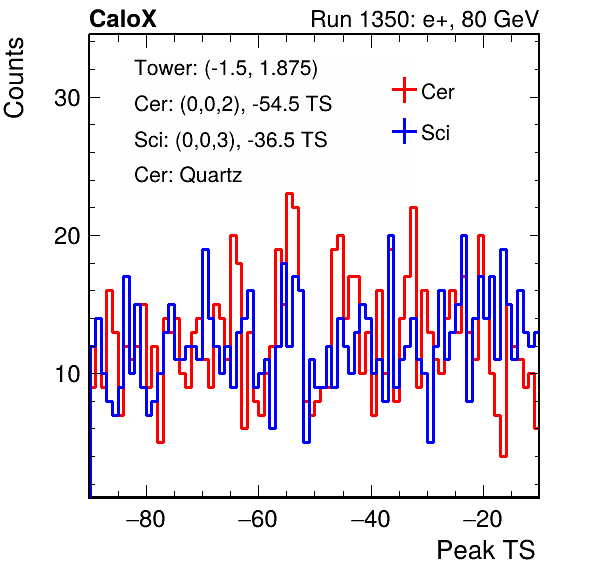 CaloX Run 1350: e+, 80 GeV
Counts
Tower: (-1.5, 1.875)
Cer: (0,0,2), -54.5 TS
Sci: (0,0,3), -36.5 TS
Cer: Quartz
Cer
Sci
30
20
10
−80 −60 −40 −20
Peak TS